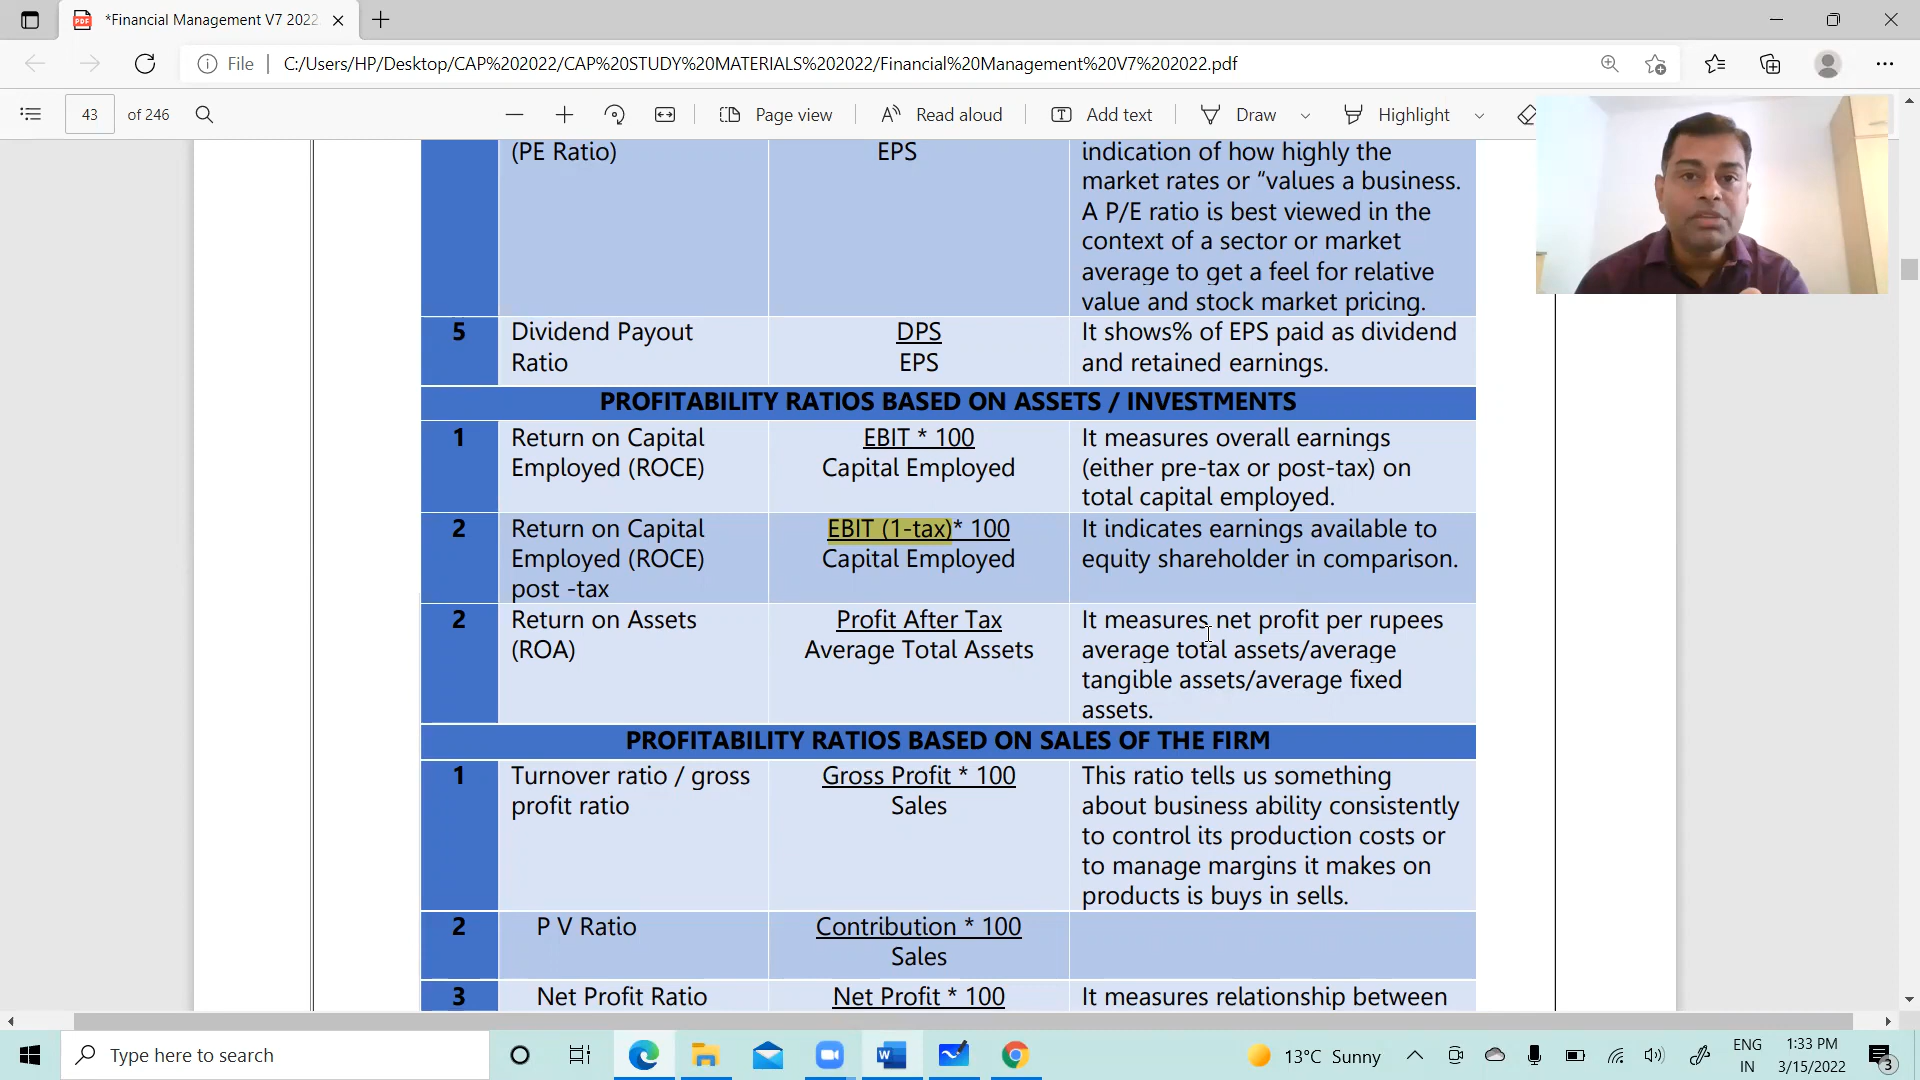 *Financial Management V7 2022
File
C:/Users/HP/Desktop/CAP%202022/CAP%20STUDY%20MATERIALS%202022/Financial%20Management%20V7%202022.pdf
43 of 246
Page view
Read aloud
Add text
Draw
Highlight
(PE Ratio)
EPS
indication of how highly the
market rates or “values a business.
A P/E ratio is best viewed in the
context of a sector or market
average to get a feel for relative
value and stock market pricing.
5
Dividend Payout
Ratio
DPS
EPS
It shows% of EPS paid as dividend
and retained earnings.
PROFITABILITY RATIOS BASED ON ASSETS / INVESTMENTS
1
Return on Capital
Employed (ROCE)
EBIT * 100
Capital Employed
It measures overall earnings
(either pre-tax or post-tax) on
total capital employed.
2
Return on Capital
Employed (ROCE)
post -tax
EBIT (1-tax)* 100
Capital Employed
It indicates earnings available to
equity shareholder in comparison.
2
Return on Assets
(ROA)
Profit After Tax
Average Total Assets
It measures net profit per rupees
average total assets/average
tangible assets/average fixed
assets.
PROFITABILITY RATIOS BASED ON SALES OF THE FIRM
1
Turnover ratio / gross
profit ratio
Gross Profit * 100
Sales
This ratio tells us something
about business ability consistently
to control its production costs or
to manage margins it makes on
products is buys in sells.
2
P V Ratio
Contribution * 100
Sales
3
Net Profit Ratio
Net Profit * 100
It measures relationship between
Type here to search
13°C Sunny
ENG
IN
1:33 PM
3/15/2022
3